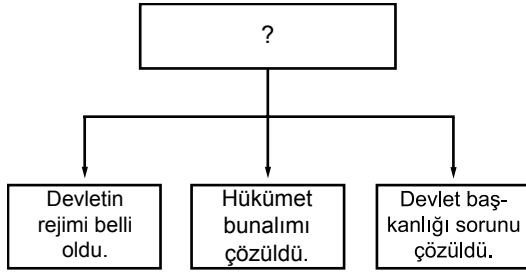 ?
Devletin
rejimi belli
oldu.
Hükümet
bunalımı
çözüldü.
Devlet baş-
kanlığı sorunu
çözüldü.